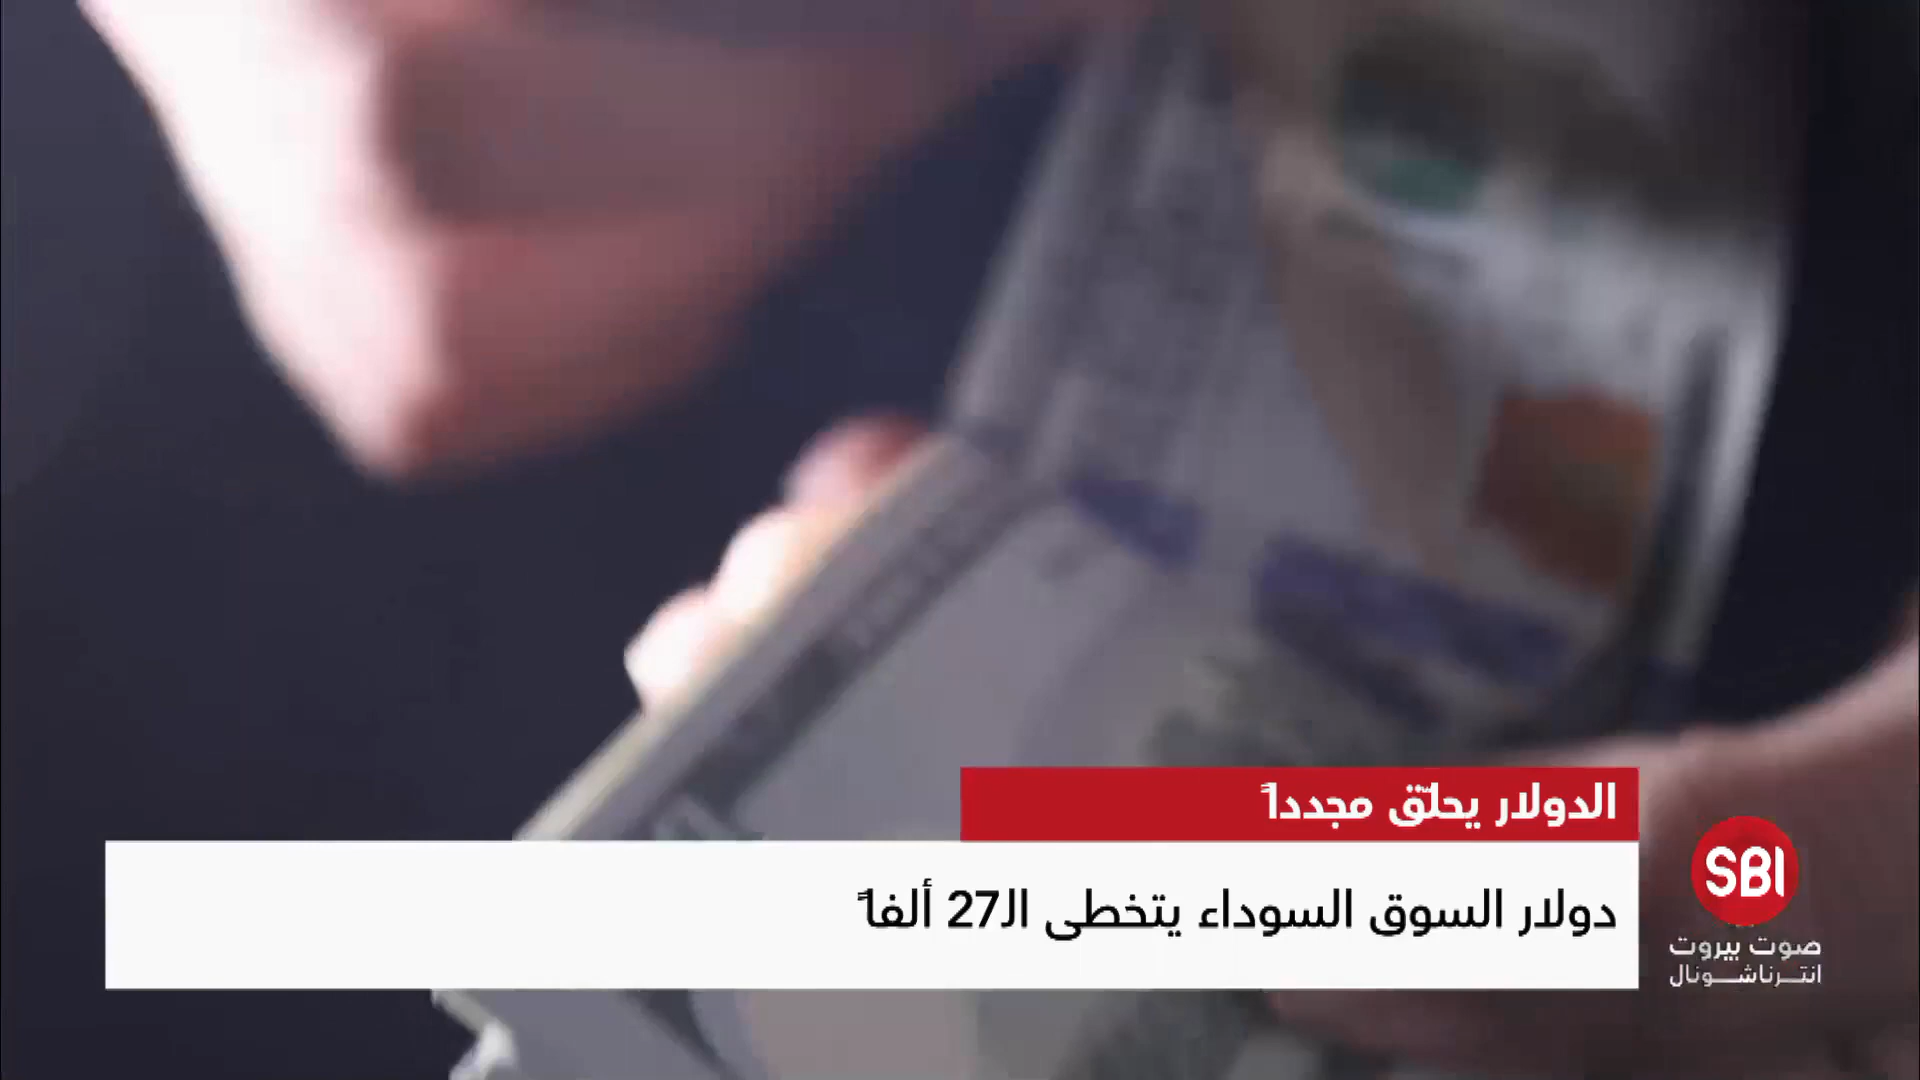 الدولار يحلّق مجدداً
دولار السوق السوداء يتخطى الـ27 ألفاً
SBI
صوت بيروت
انترناشونال